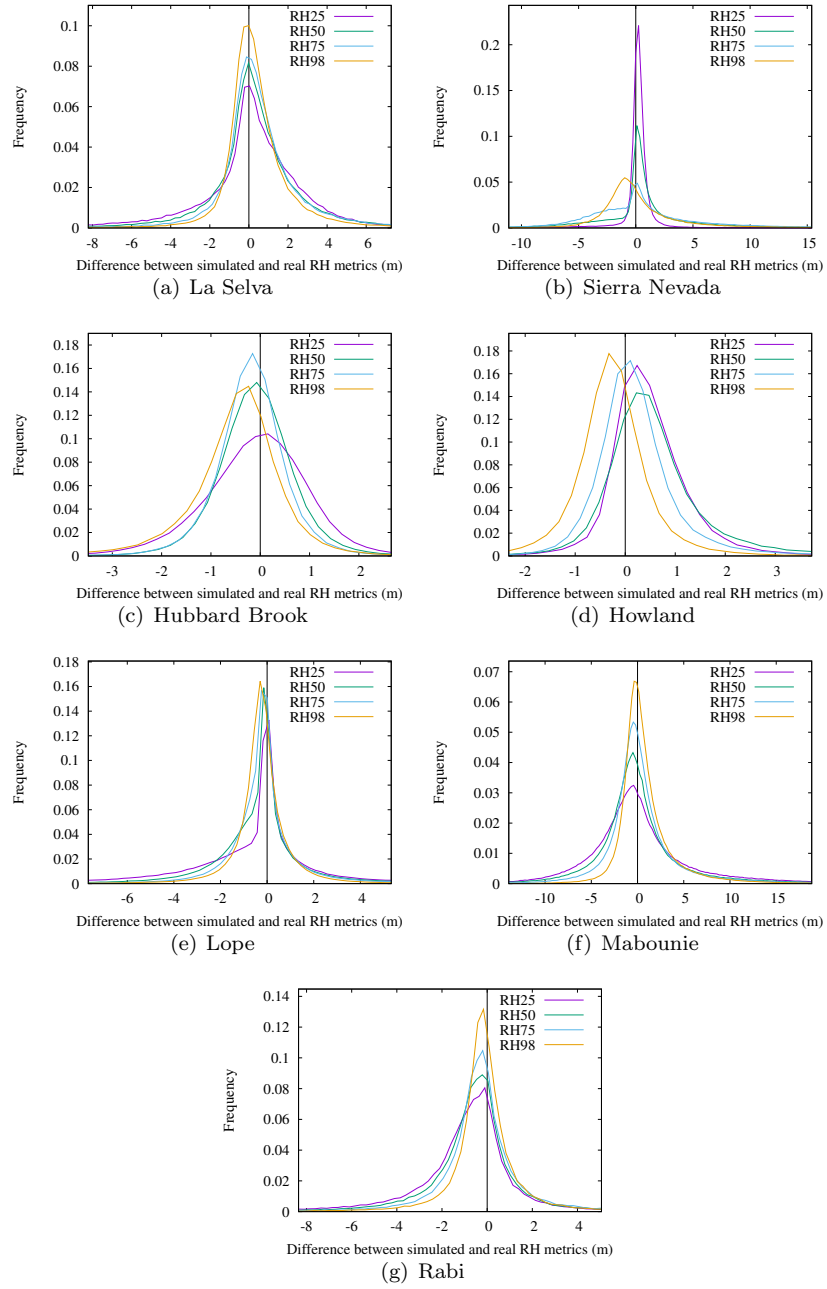 RH25
RH50
RH75
RH98
0.1
0.08
0.06
0.04
0.02
0
-8 -6 -4 -2 0 2 4 6
Frequency
Difference between simulated and real RH metrics (m)
(a) La Selva
RH25
RH50
RH75
RH98
0.2
0.15
0.1
0.05
0
-10 -5 0 5 10 15
Frequency
Difference between simulated and real RH metrics (m)
(b) Sierra Nevada
RH25
RH50
RH75
RH98
0.18
0.16
0.14
0.12
0.1
0.08
0.06
0.04
0.02
0
-3 -2 -1 0 1 2
Frequency
Difference between simulated and real RH metrics (m)
(c) Hubbard Brook
RH25
RH50
RH75
RH98
0.18
0.16
0.14
0.12
0.1
0.08
0.06
0.04
0.02
0
-2 -1 0 1 2 3
Frequency
Difference between simulated and real RH metrics (m)
(d) Howland
RH25
RH50
RH75
RH98
0.18
0.16
0.14
0.12
0.1
0.08
0.06
0.04
0.02
0
-6 -4 -2 0 2 4
Frequency
Difference between simulated and real RH metrics (m)
(e) Lope
RH25
RH50
RH75
RH98
0.07
0.06
0.05
0.04
0.03
0.02
0.01
0
-10 -5 0 5 10 15
Frequency
Difference between simulated and real RH metrics (m)
(f) Mabounie
RH25
RH50
RH75
RH98
0.14
0.12
0.1
0.08
0.06
0.04
0.02
0
-8 -6 -4 -2 0 2 4
Frequency
Difference between simulated and real RH metrics (m)
(g) Rabi